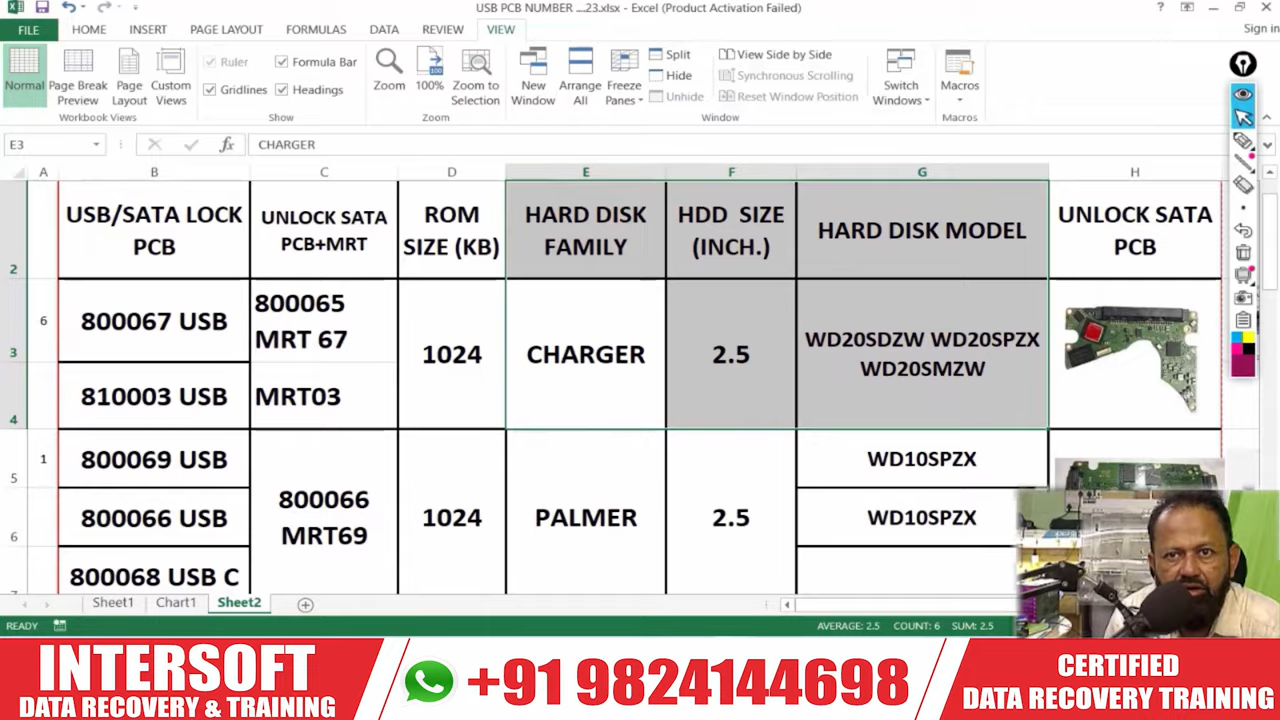 USB PCB NUMBER ....23.xlsx - Excel (Product Activation Failed)
FILE HOME INSERT PAGE LAYOUT FORMULAS DATA REVIEW VIEW Sign in
Normal Page Break Preview Page Layout Custom Views
Ruler Formula Bar
Gridlines Headings
Zoom 100% Zoom to Selection
New Window Arrange All Freeze Panes
Split
Hide
Unhide
View Side by Side
Synchronous Scrolling
Reset Window Position
Switch Windows Macros
Workbook Views Show Zoom Window Macros
E3 fx CHARGER
A B C D E F G H
2 USB/SATA LOCK PCB UNLOCK SATA PCB+MRT ROM SIZE (KB) HARD DISK FAMILY HDD SIZE (INCH.) HARD DISK MODEL UNLOCK SATA PCB
3 6 800067 USB 800065 MRT 67 1024 CHARGER 2.5 WD20SDZW WD20SPZX WD20SMZW
4 810003 USB MRT03
5 1 800069 USB 800066 MRT69 1024 PALMER 2.5 WD10SPZX
6 800066 USB WD10SPZX
800068 USB C
Sheet1 Chart1 Sheet2
READY AVERAGE: 2.5 COUNT: 6 SUM: 2.5
INTERSOFT
DATA RECOVERY & TRAINING
+91 9824144698
CERTIFIED
DATA RECOVERY TRAINING